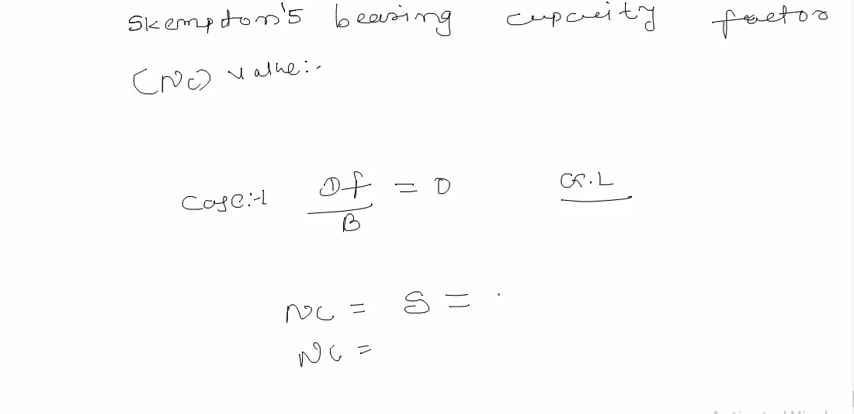 Skempton's bearing capacity factor
(Nc) value:.
Case:-1 Df/B = 0 G.L
Nc = 5 =
Nc =